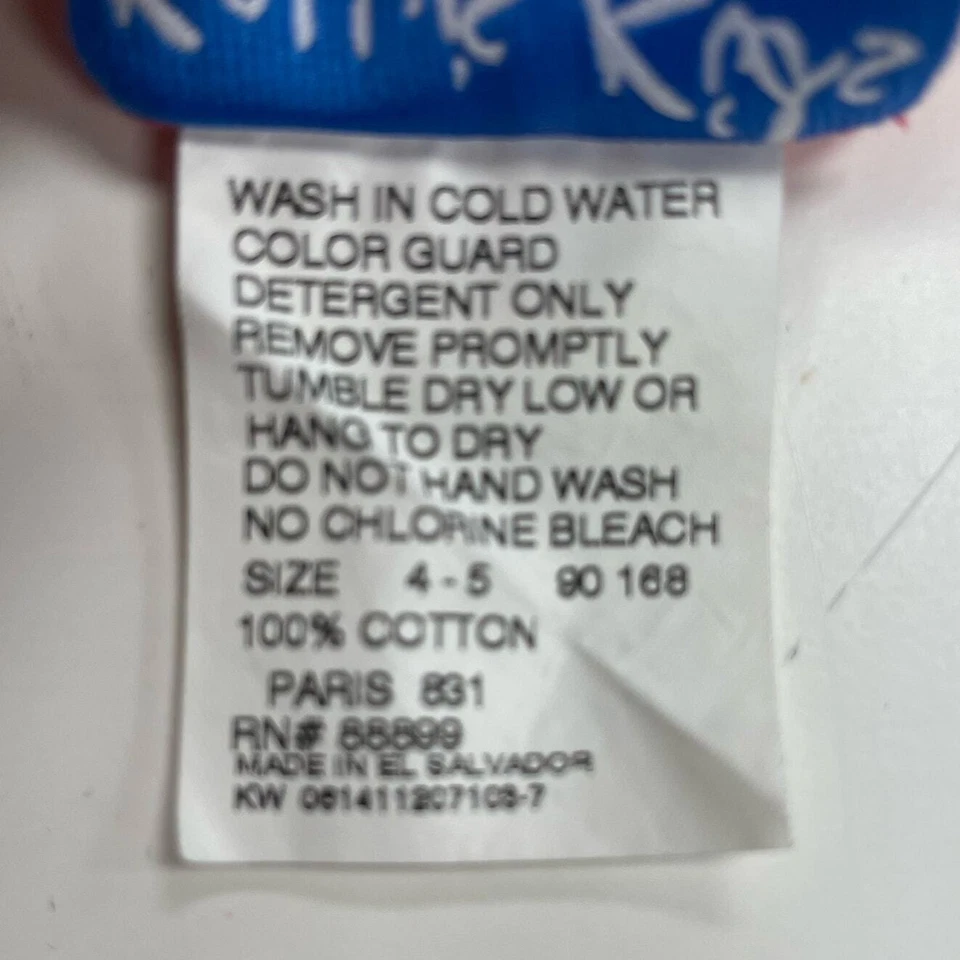 WASH IN COLD WATER
COLOR GUARD
DETERGENT ONLY
REMOVE PROMPTLY
TUMBLE DRY LOW OR
HANG TO DRY
DO NOT HAND WASH
NO CHLORINE BLEACH
SIZE 4 - 5 90 168
100% COTTON
PARIS 831
RN# 88899
MADE IN EL SALVADOR
KW